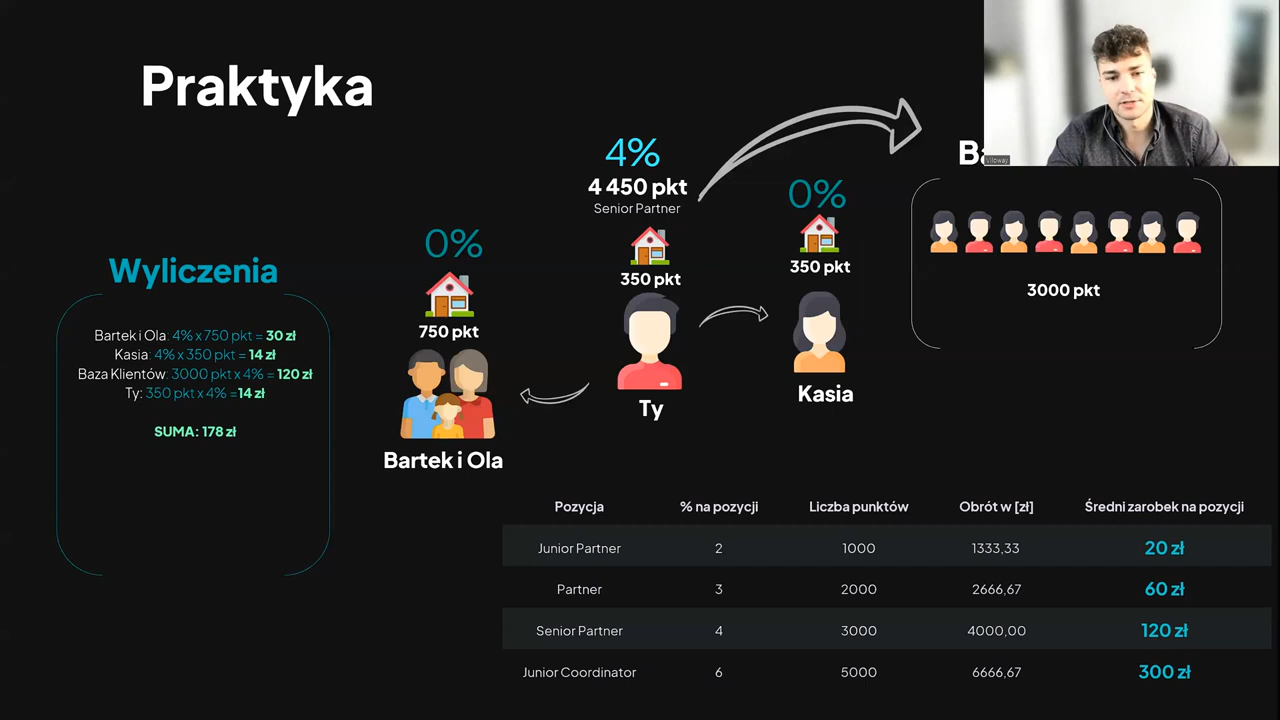 Praktyka
4%
4 450 pkt
Senior Partner
350 pkt
Ty
0%
350 pkt
Kasia
0%
750 pkt
Bartek i Ola
Viloway
3000 pkt
Wyliczenia
Bartek i Ola: 4% x 750 pkt = 30 zł
Kasia: 4% x 350 pkt = 14 zł
Baza Klientów: 3000 pkt x 4% = 120 zł
Ty: 350 pkt x 4% =14 zł
SUMA: 178 zł
Pozycja % na pozycji Liczba punktów Obrót w [zł] Średni zarobek na pozycji
Junior Partner 2 1000 1333,33 20 zł
Partner 3 2000 2666,67 60 zł
Senior Partner 4 3000 4000,00 120 zł
Junior Coordinator 6 5000 6666,67 300 zł